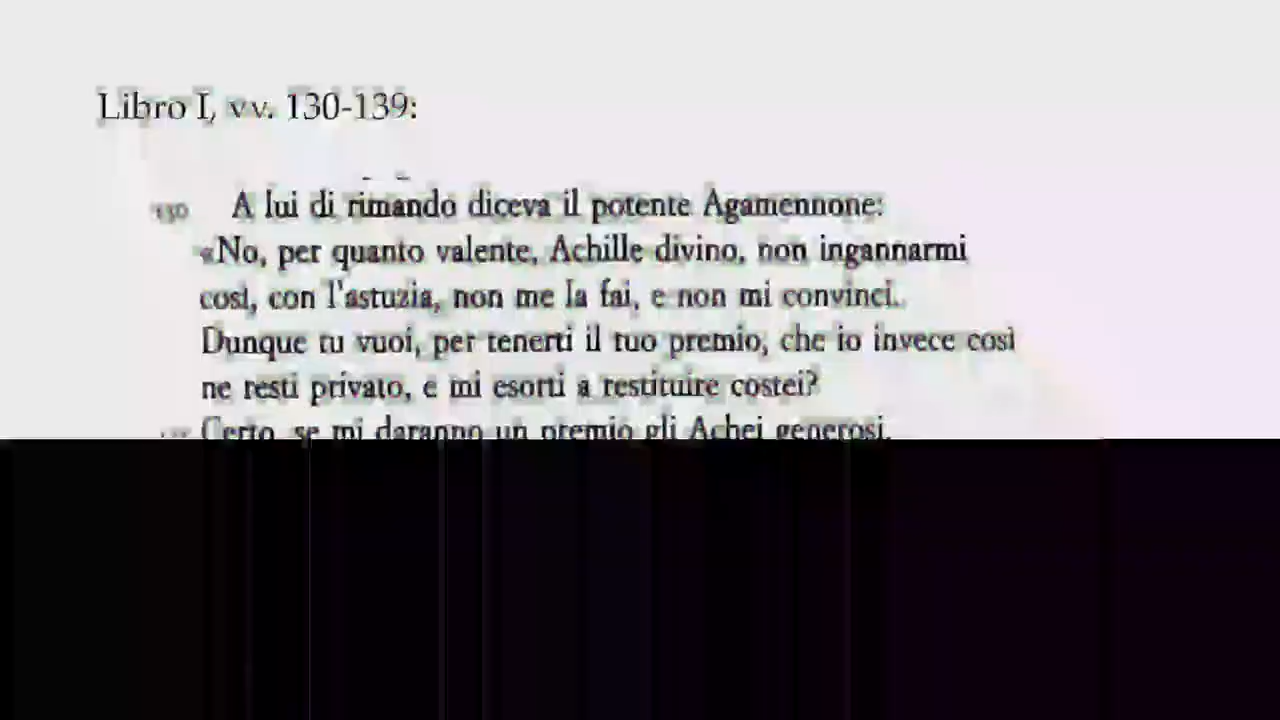 Libro I, vv. 130-139:
130 A lui di rimando diceva il potente Agamennone:
«No, per quanto valente, Achille divino, non ingannarmi
così, con l'astuzia, non me la fai, e non mi convinci.
Dunque tu vuoi, per tenerti il tuo premio, che io invece così
ne resti privato, e mi esorti a restituire costei?
Certo, se mi daranno un premio gli Achei generosi,